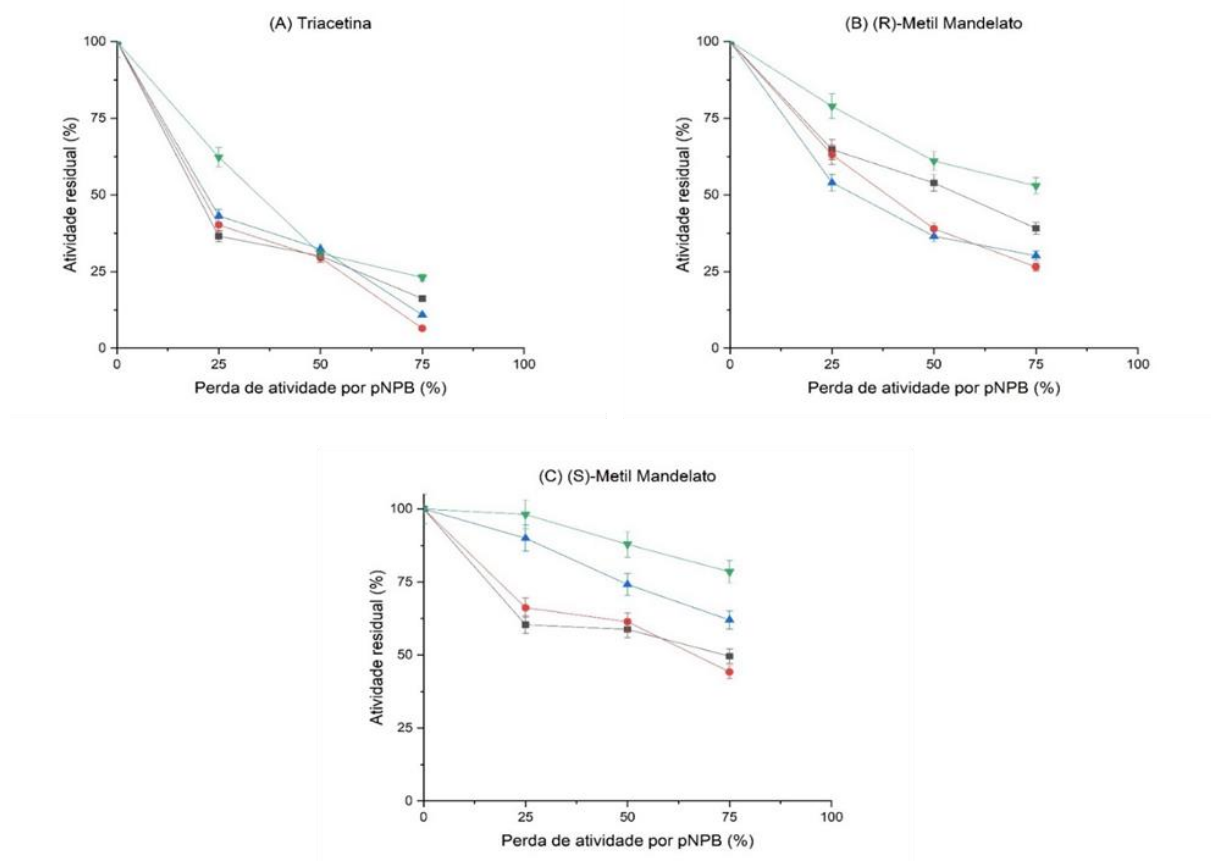 (A) Triacetina
100
75
50
25
0
Atividade residual (%)
0 25 50 75 100
Perda de atividade por pNPB (%)
(B) (R)-Metil Mandelato
100
75
50
25
0
Atividade residual (%)
0 25 50 75 100
Perda de atividade por pNPB (%)
(C) (S)-Metil Mandelato
100
75
50
25
0
Atividade residual (%)
0 25 50 75 100
Perda de atividade por pNPB (%)